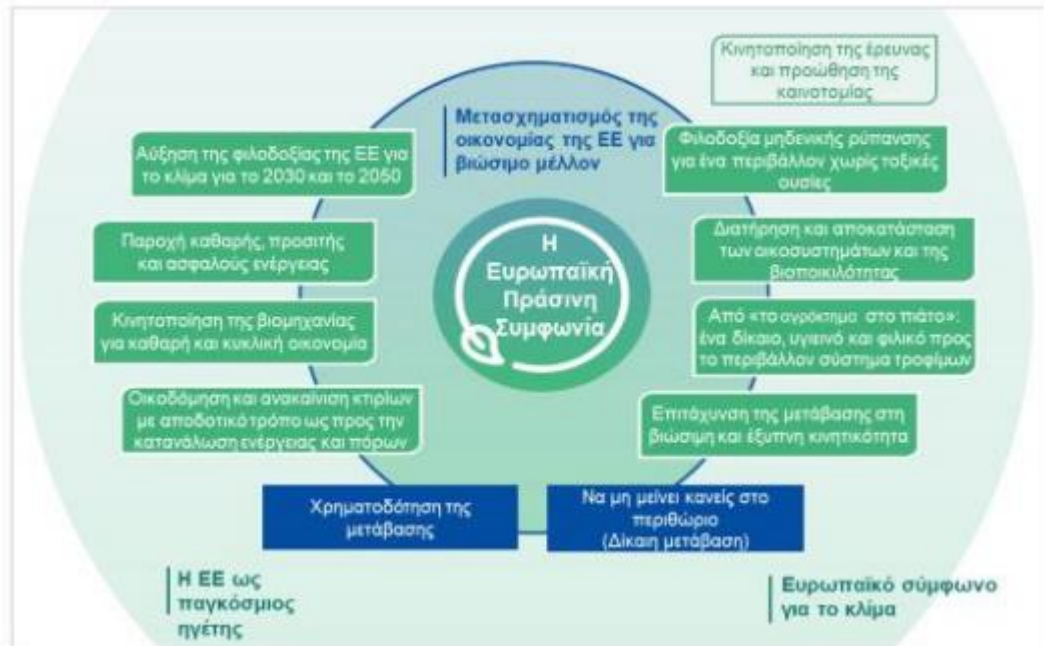 Κινητοποίηση της έρευνας
και προώθηση της
καινοτομίας
Μετασχηματισμός της
οικονομίας της ΕΕ για
βιώσιμο μέλλον
Αύξηση της φιλοδοξίας της ΕΕ για
το κλίμα για το 2030 και το 2050
Φιλοδοξία μηδενικής ρύπανσης
για ένα περιβάλλον χωρίς τοξικές
ουσίες
Παροχή καθαρής, προσιτής
και ασφαλούς ενέργειας
Διατήρηση και αποκατάσταση
των οικοσυστημάτων και της
βιοποικιλότητας
Η
Ευρωπαϊκή
Πράσινη
Συμφωνία
Κινητοποίηση της βιομηχανίας
για καθαρή και κυκλική οικονομία
Από «το αγρόκτημα στο πιάτο»:
ένα δίκαιο, υγιεινό και φιλικό προς
το περιβάλλον σύστημα τροφίμων
Οικοδόμηση και ανακαίνιση κτιρίων
με αποδοτικό τρόπο ως προς την
κατανάλωση ενέργειας και πόρων
Επιτάχυνση της μετάβασης στη
βιώσιμη και έξυπνη κινητικότητα
Χρηματοδότηση της
μετάβασης
Να μη μείνει κανείς στο
περιθώριο
(Δίκαιη μετάβαση)
Η ΕΕ ως
παγκόσμιος
ηγέτης
Ευρωπαϊκό σύμφωνο
για το κλίμα